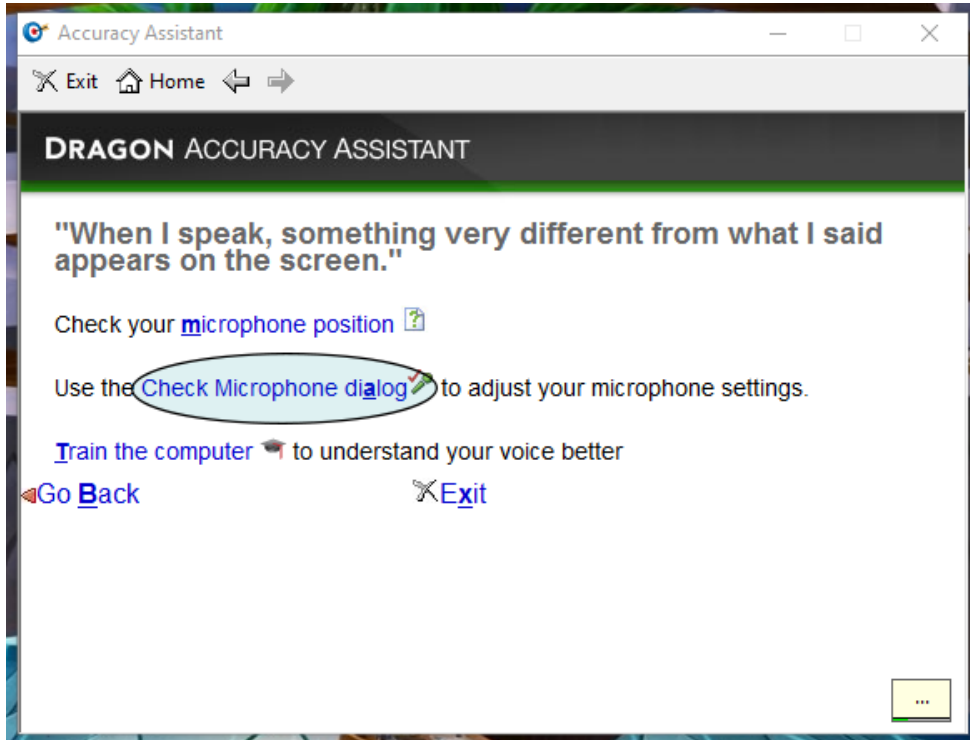 Accuracy Assistant
Exit Home
DRAGON ACCURACY ASSISTANT
"When I speak, something very different from what I said
appears on the screen."
Check your microphone position
Use the Check Microphone dialog to adjust your microphone settings.
Train the computer to understand your voice better
Go Back Exit
...